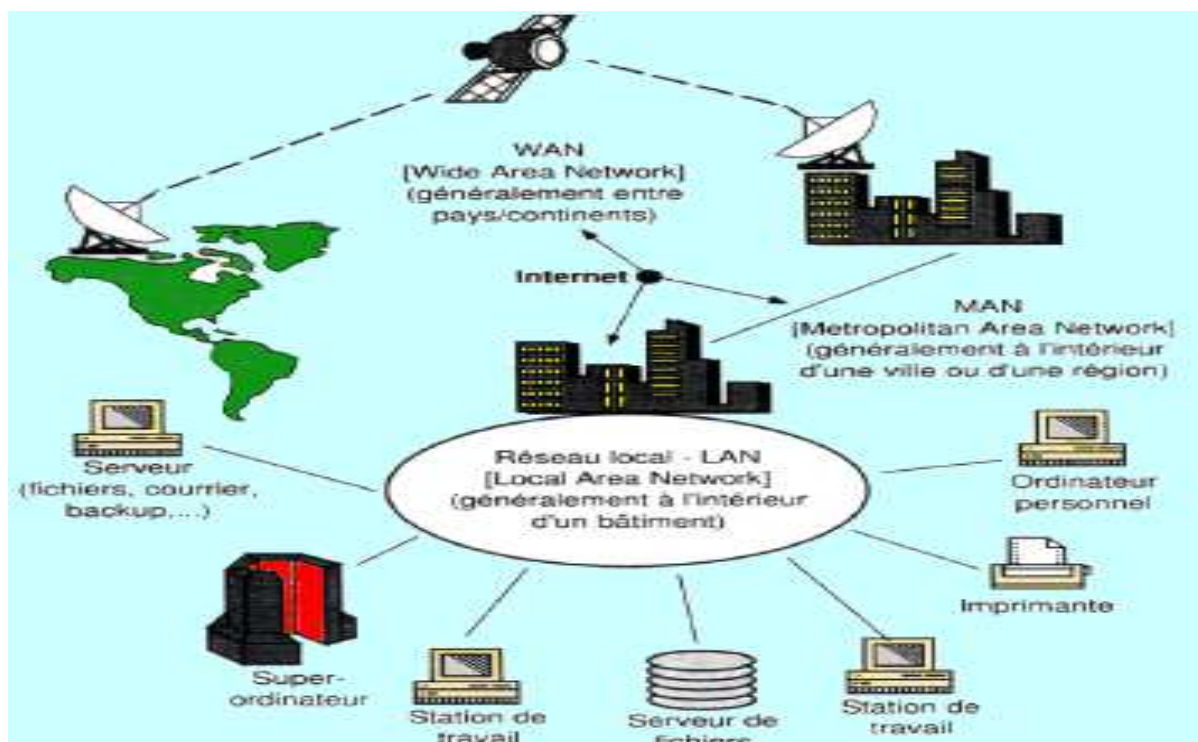 WAN
[Wide Area Network]
(généralement entre
pays/continents)
Internet
MAN
[Metropolitan Area Network]
(généralement à l'intérieur
d'une ville ou d'une région)
Réseau local - LAN
[Local Area Network]
(généralement à l'intérieur
d'un bâtiment)
Serveur
(fichiers, courrier,
backup,...)
Ordinateur
personnel
Imprimante
Super-
ordinateur
Station de
travail
Serveur de
fichiers
Station de
travail